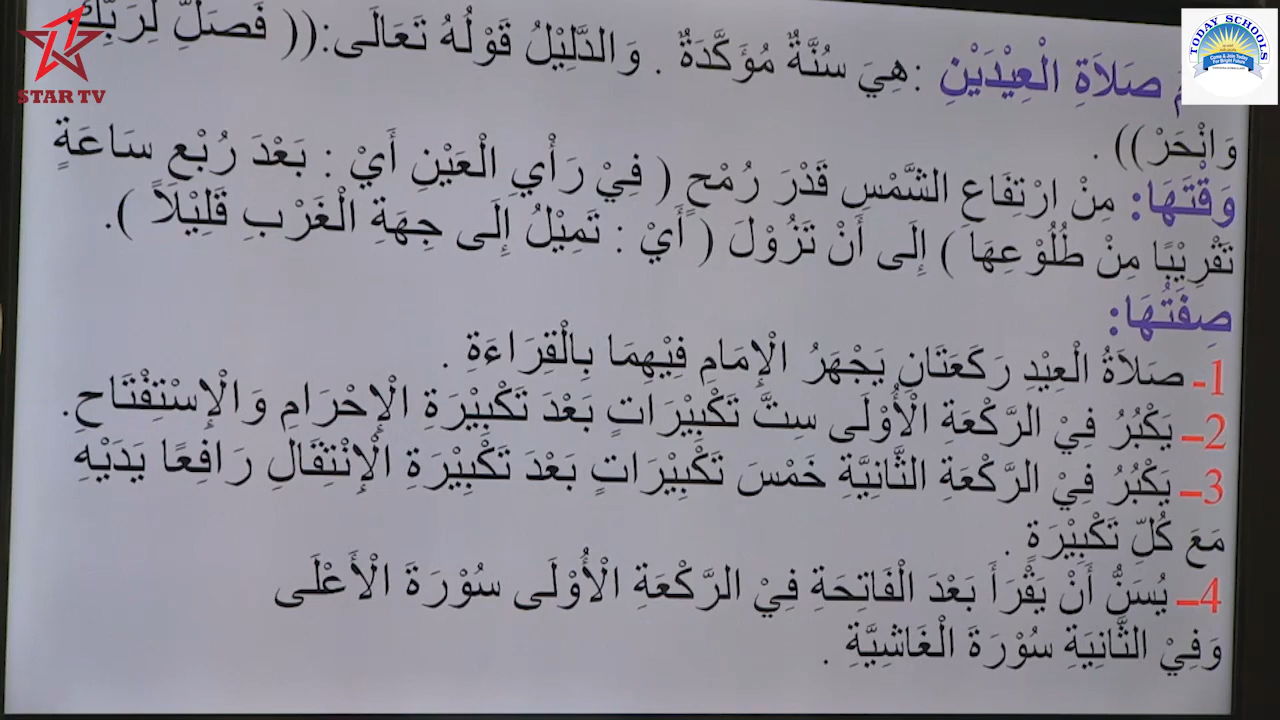 صَلاَةِ الْعِيْدَيْنِ :هِيَ سُنَّةٌ مُؤَكَّدَةٌ . وَالدَّلِيْلُ قَوْلُهُ تَعَالَى:(( فَصَلِّ لِرَبِّكَ
وَانْحَرْ)) .
وَقْتَهَا: مِنْ ارْتِفَاعِ الشَّمْسِ قَدْرَ رُمْحٍ ( فِيْ رَأْيِ الْعَيْنِ أَيْ : بَعْدَ رُبْعِ سَاعَةٍ
تَقْرِيْبًا مِنْ طُلُوْعِهَا ) إِلَى أَنْ تَزُوْلَ ( أَيْ : تَمِيْلُ إِلَى جِهَةِ الْغَرْبِ قَلِيْلَاً ).
صِفَتُهَا:
1- صَلَاَةُ الْعِيْدِ رَكَعَتَانِ يَجْهَرُ الْإِمَامِ فِيْهِمَا بِالْقِرَاءَةِ .
2- يَكْبُرُ فِيْ الرَّكْعَةِ الْأُوْلَى سِتَّ تَكْبِيْرَاتٍ بَعْدَ تَكْبِيْرَةِ الْإِحْرَامِ وَالْإِسْتِفْتَاحِ.
3- يَكْبُرُ فِيْ الرَّكْعَةِ الثَّانِيَّةِ خَمْسَ تَكْبِيْرَاتٍ بَعْدَ تَكْبِيْرَةِ الْإِنْتِقَالِ رَافِعًا يَدَيْهِ
مَعَ كُلِّ تَكْبِيْرَةٍ .
4- يُسَنُّ أَنْ يَقْرَأَ بَعْدَ الْفَاتِحَةِ فِيْ الرَّكْعَةِ الْأُوْلَى سُوْرَةَ الْأَعْلَى
وَفِيْ الثَّانِيَةِ سُوْرَةَ الْغَاشِيَّةِ .
STAR TV
TODAY SCHOOLS